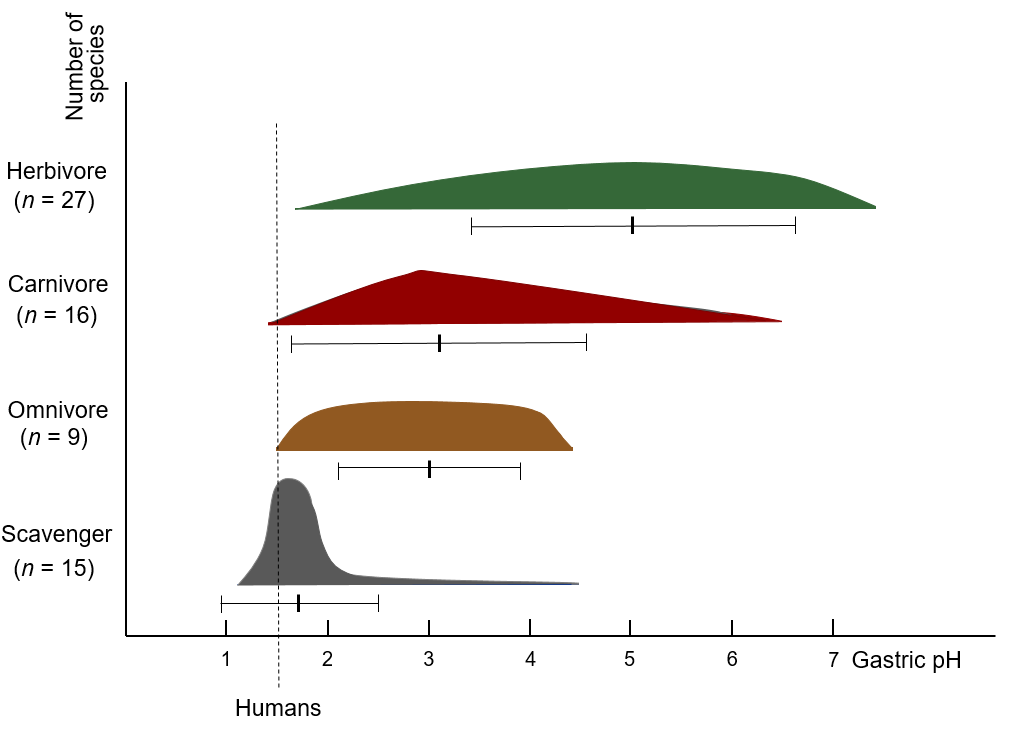 Number of
species
Herbivore
(n = 27)
Carnivore
(n = 16)
Omnivore
(n = 9)
Scavenger
(n = 15)
1 2 3 4 5 6 7 Gastric pH
Humans